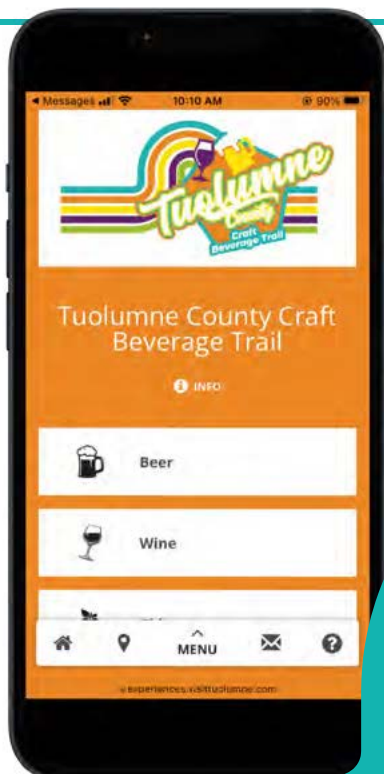 Messages
10:10 AM
90%
Tuolumne
County
Craft
Beverage Trail
Tuolumne County Craft
Beverage Trail
INFO
Beer
Wine
MENU
experiences.visittuolumne.com